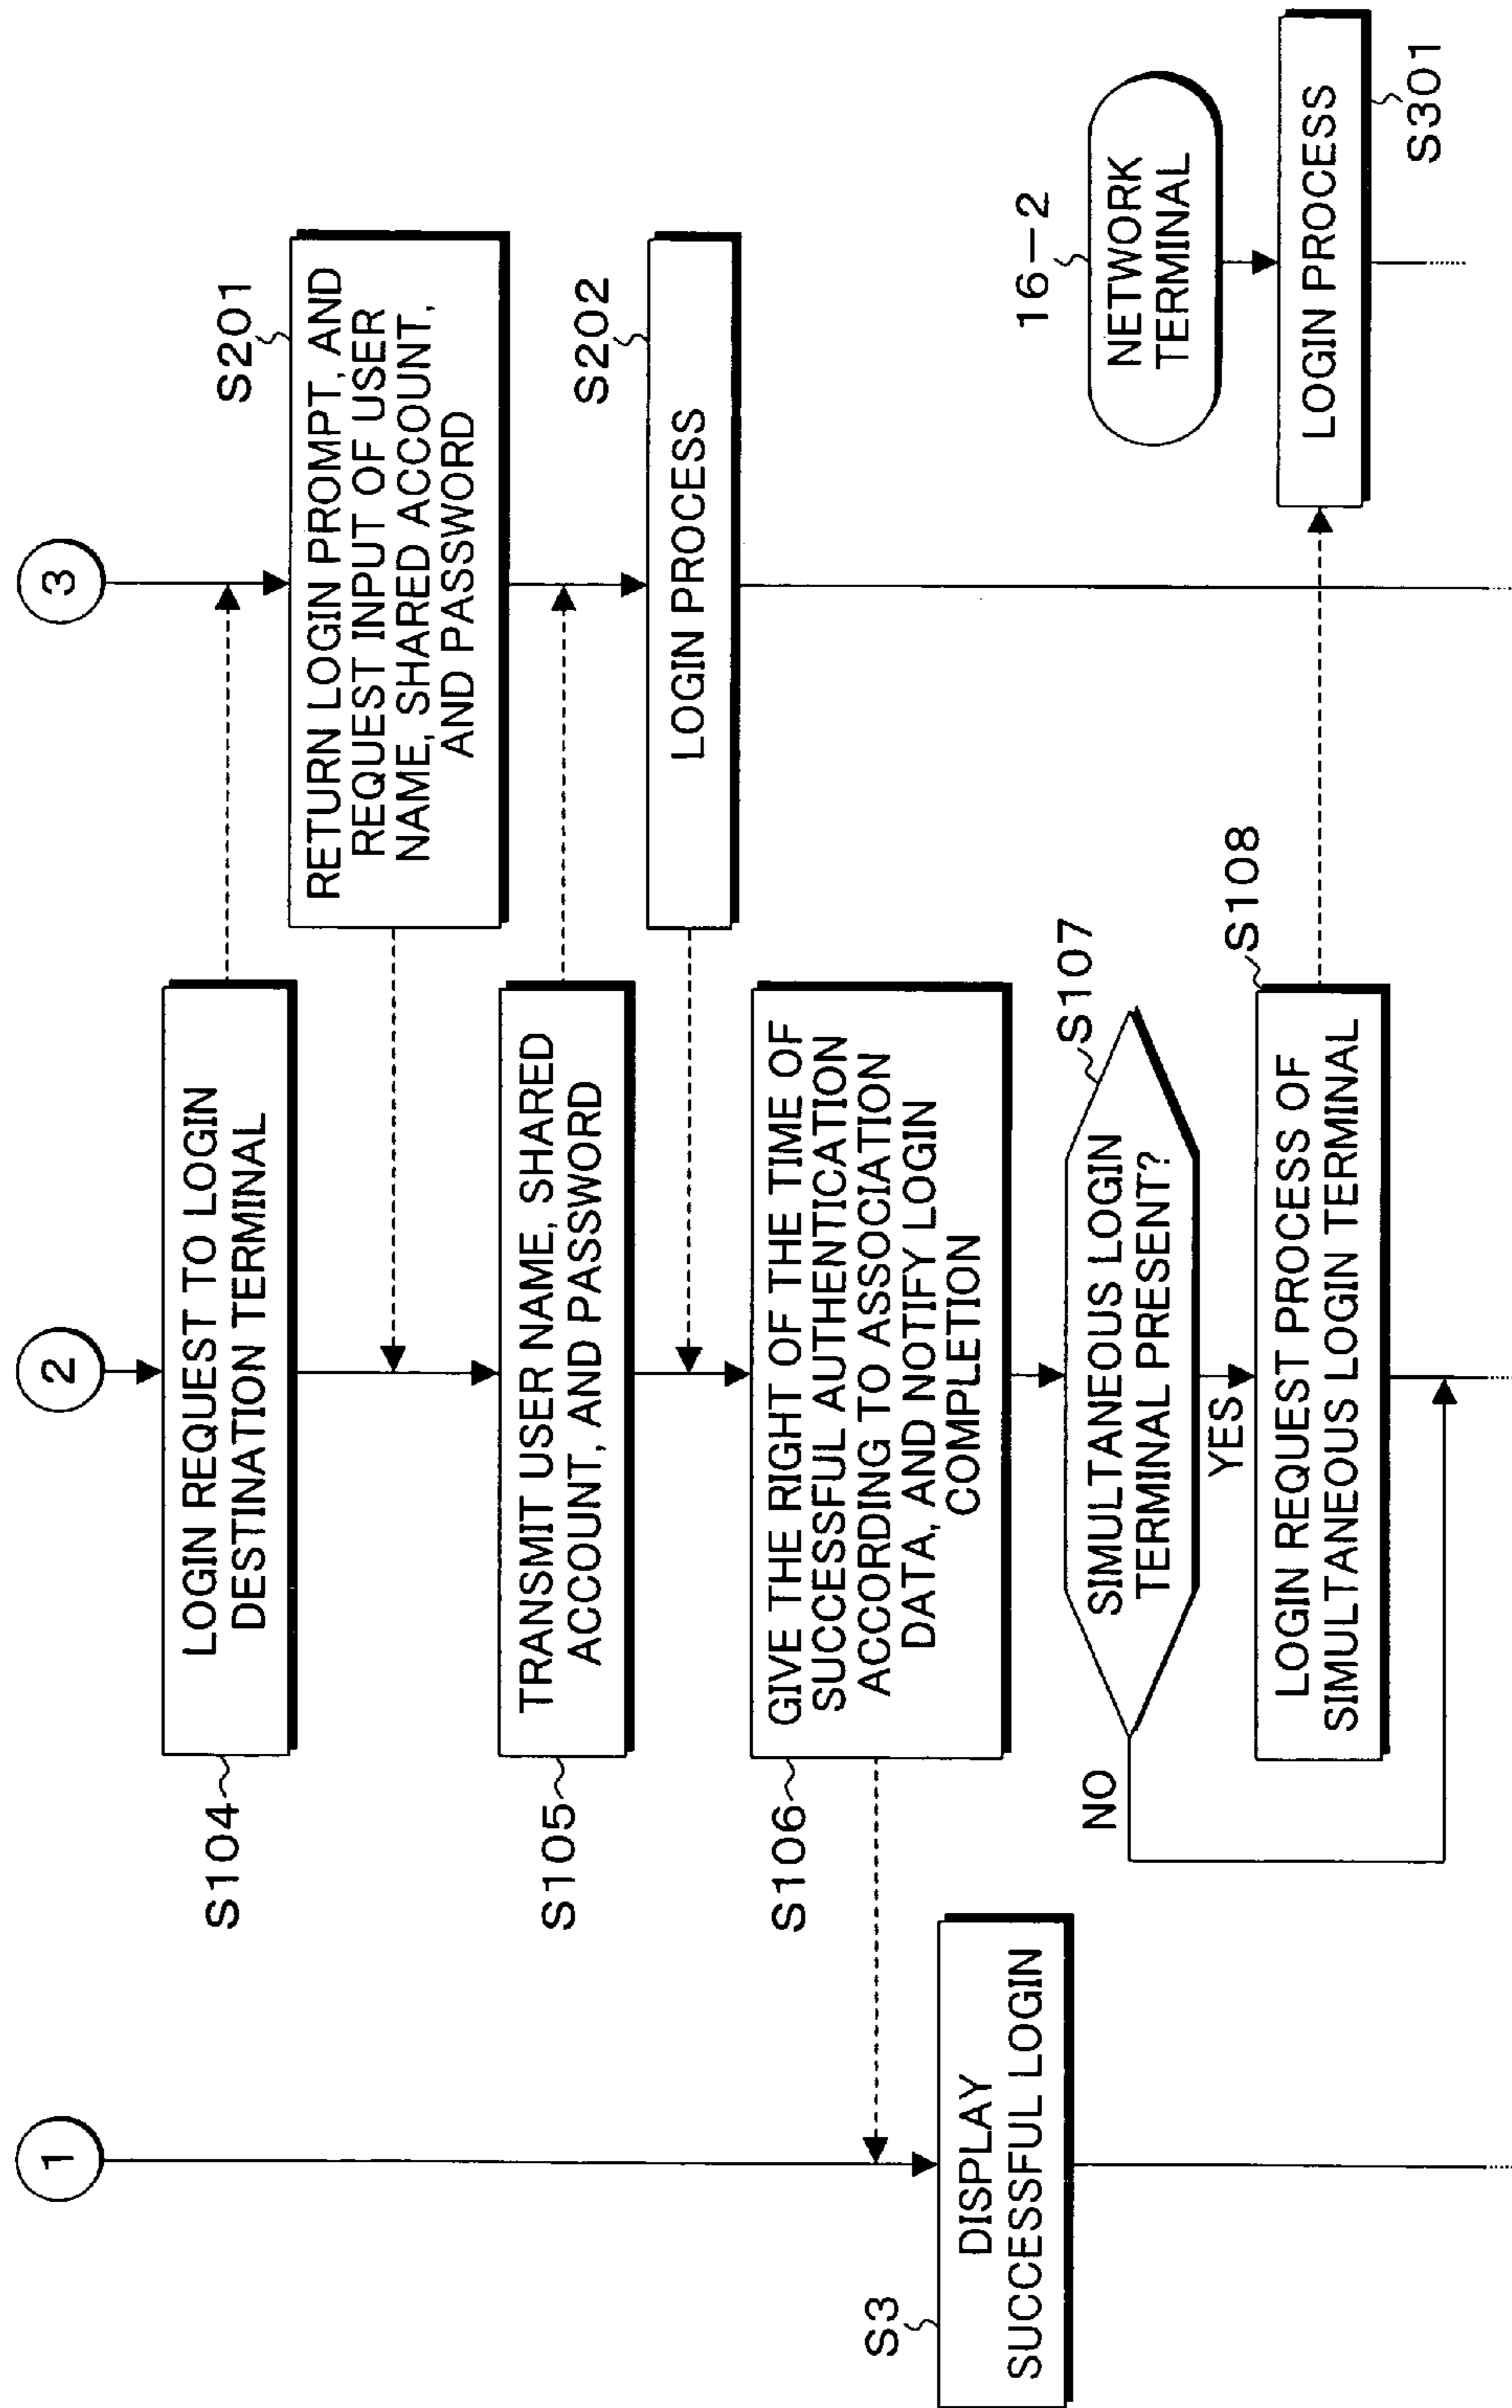 1
S3
DISPLAY
SUCCESSFUL LOGIN
2
S104
LOGIN REQUEST TO LOGIN
DESTINATION TERMINAL
S105
TRANSMIT USER NAME, SHARED
ACCOUNT, AND PASSWORD
S106
GIVE THE RIGHT OF THE TIME OF
SUCCESSFUL AUTHENTICATION
ACCORDING TO ASSOCIATION
DATA, AND NOTIFY LOGIN
COMPLETION
S107
SIMULTANEOUS LOGIN
TERMINAL PRESENT?
NO
YES
S108
LOGIN REQUEST PROCESS OF
SIMULTANEOUS LOGIN TERMINAL
3
S201
RETURN LOGIN PROMPT, AND
REQUEST INPUT OF USER
NAME, SHARED ACCOUNT,
AND PASSWORD
S202
LOGIN PROCESS
16-2
NETWORK
TERMINAL
LOGIN PROCESS
S301